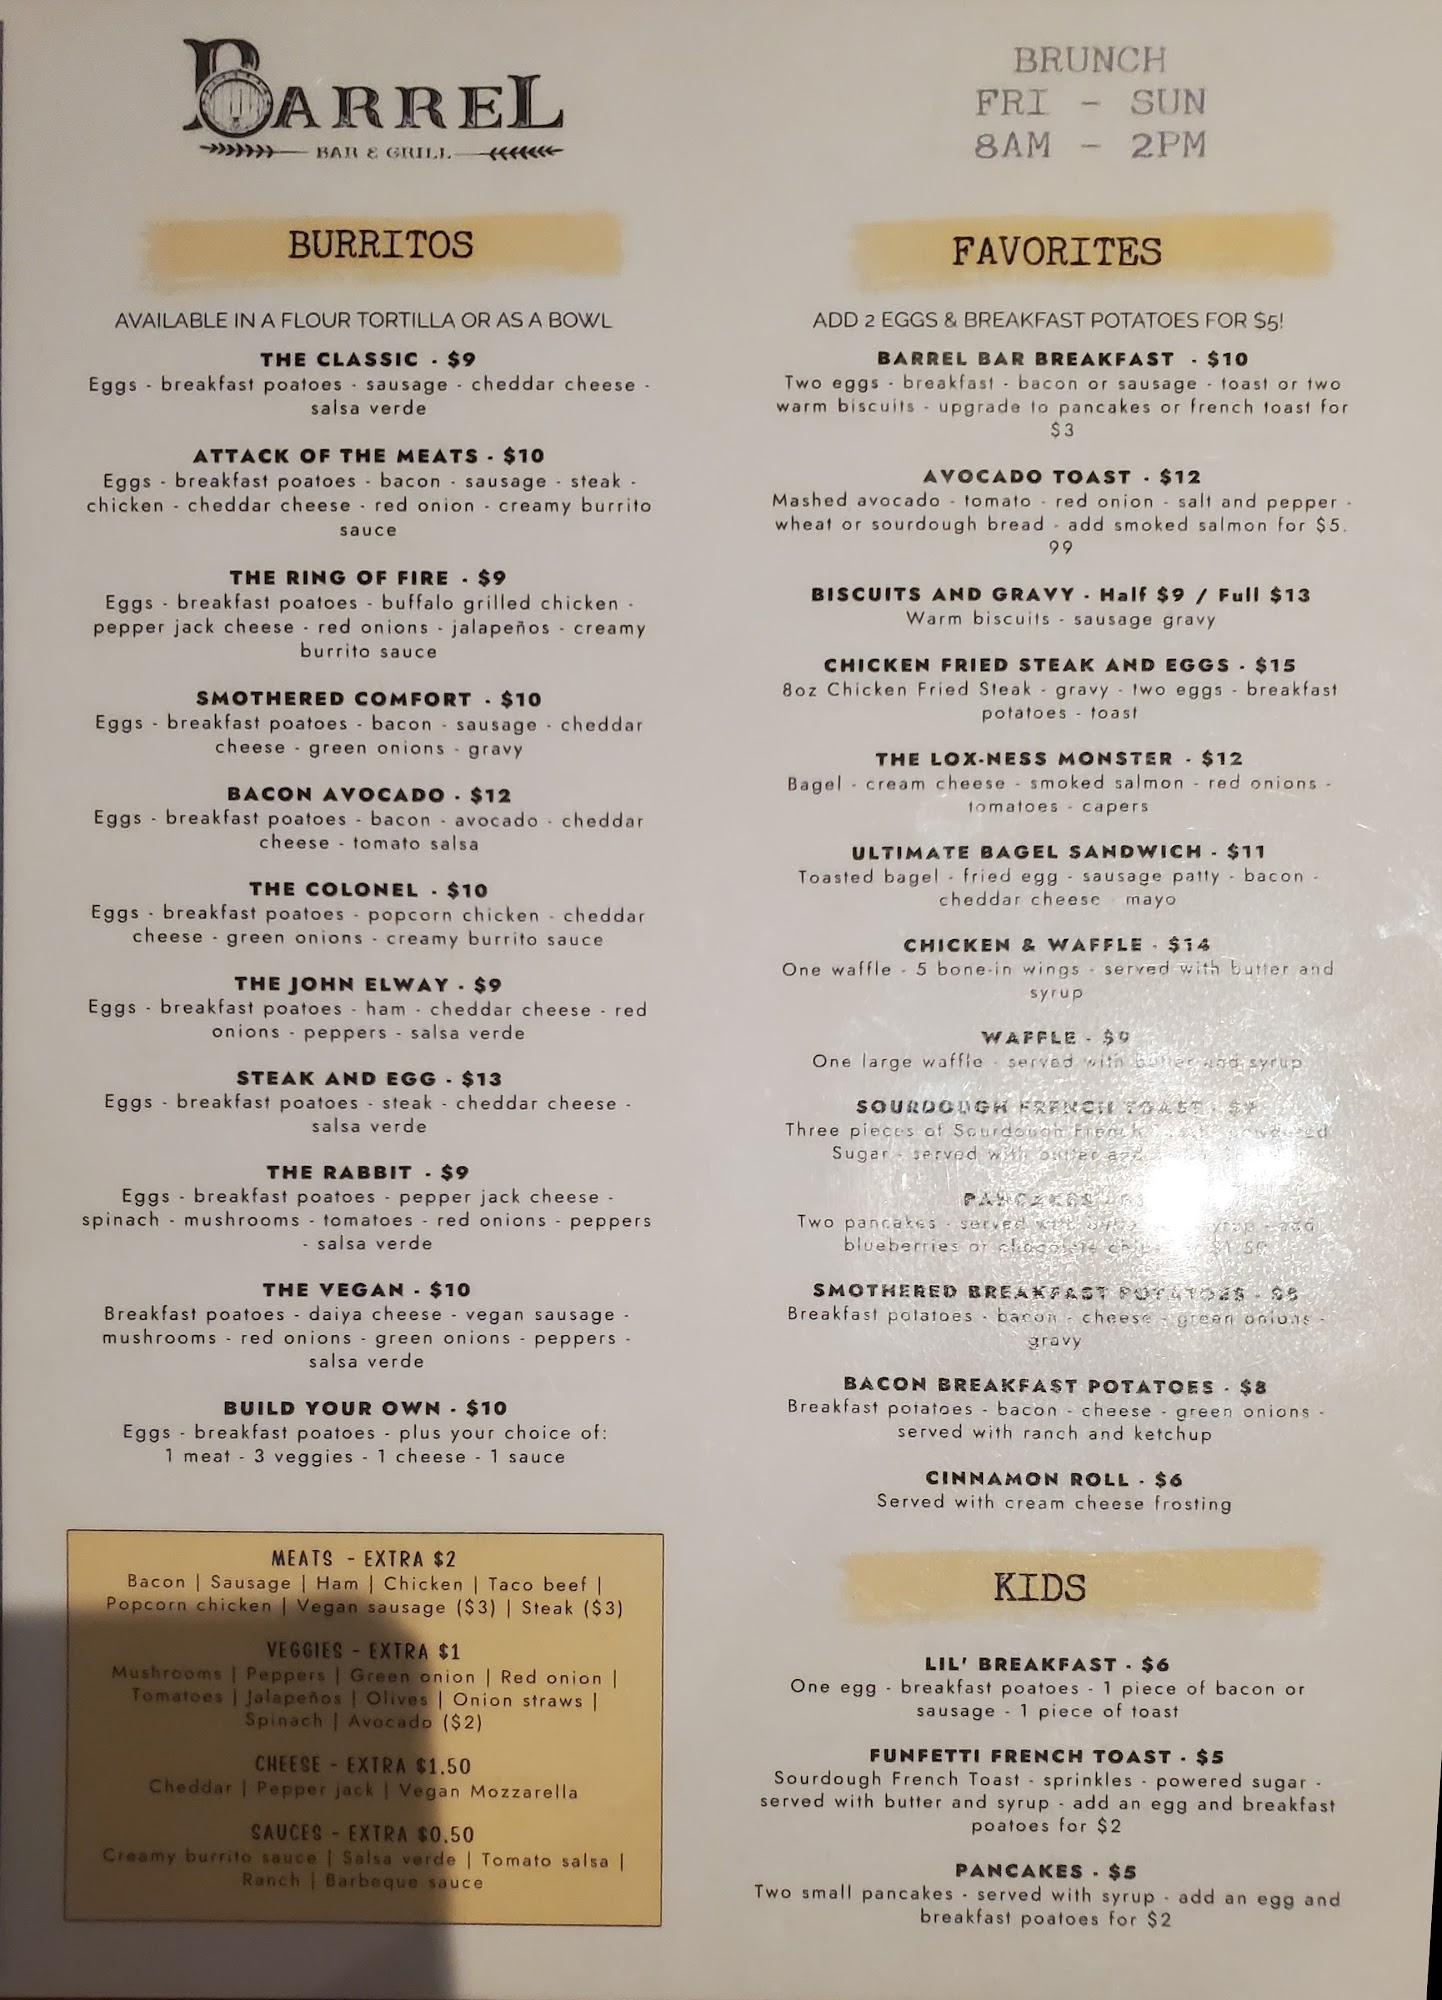 BARREL
BAR & GRILL
BRUNCH
FRI - SUN
8AM - 2PM
BURRITOS
AVAILABLE IN A FLOUR TORTILLA OR AS A BOWL
THE CLASSIC - $9
Eggs - breakfast poatoes - sausage - cheddar cheese -
salsa verde
ATTACK OF THE MEATS - $10
Eggs - breakfast poatoes - bacon - sausage - steak -
chicken - cheddar cheese - red onion - creamy burrito
sauce
THE RING OF FIRE - $9
Eggs - breakfast poatoes - buffalo grilled chicken -
pepper jack cheese - red onions - jalapeños - creamy
burrito sauce
SMOTHERED COMFORT - $10
Eggs - breakfast poatoes - bacon - sausage - cheddar
cheese - green onions - gravy
BACON AVOCADO - $12
Eggs - breakfast poatoes - bacon - avocado - cheddar
cheese - tomato salsa
THE COLONEL - $10
Eggs - breakfast poatoes - popcorn chicken - cheddar
cheese - green onions - creamy burrito sauce
THE JOHN ELWAY - $9
Eggs - breakfast poatoes - ham - cheddar cheese - red
onions - peppers - salsa verde
STEAK AND EGG - $13
Eggs - breakfast poatoes - steak - cheddar cheese -
salsa verde
THE RABBIT - $9
Eggs - breakfast poatoes - pepper jack cheese -
spinach - mushrooms - tomatoes - red onions - peppers
- salsa verde
THE VEGAN - $10
Breakfast poatoes - daiya cheese - vegan sausage -
mushrooms - red onions - green onions - peppers -
salsa verde
BUILD YOUR OWN - $10
Eggs - breakfast poatoes - plus your choice of:
1 meat - 3 veggies - 1 cheese - 1 sauce
MEATS - EXTRA $2
Bacon | Sausage | Ham | Chicken | Taco beef |
Popcorn chicken | Vegan sausage ($3) | Steak ($3)
VEGGIES - EXTRA $1
Mushrooms | Peppers | Green onion | Red onion |
Tomatoes | Jalapeños | Olives | Onion straws |
Spinach | Avocado ($2)
CHEESE - EXTRA $1.50
Cheddar | Pepper jack | Vegan Mozzarella
SAUCES - EXTRA $0.50
Creamy burrito sauce | Salsa verde | Tomato salsa |
Ranch | Barbeque sauce
FAVORITES
ADD 2 EGGS & BREAKFAST POTATOES FOR $5!
BARREL BAR BREAKFAST - $10
Two eggs - breakfast - bacon or sausage - toast or two
warm biscuits - upgrade to pancakes or french toast for
$3
AVOCADO TOAST - $12
Mashed avocado - tomato - red onion - salt and pepper -
wheat or sourdough bread - add smoked salmon for $5.
99
BISCUITS AND GRAVY - Half $9 / Full $13
Warm biscuits - sausage gravy
CHICKEN FRIED STEAK AND EGGS - $15
8oz Chicken Fried Steak - gravy - two eggs - breakfast
potatoes - toast
THE LOX-NESS MONSTER - $12
Bagel - cream cheese - smoked salmon - red onions -
tomatoes - capers
ULTIMATE BAGEL SANDWICH - $11
Toasted bagel - fried egg - sausage patty - bacon -
cheddar cheese - mayo
CHICKEN & WAFFLE - $14
One waffle - 5 bone-in wings - served with butter and
syrup
WAFFLE - $9
One large waffle - served with butter and syrup
SOURDOUGH FRENCH TOAST - $9
Three pieces of Sourdough French powdered
Sugar - served with butter and
PANCAKES
Two pancakes - served with syrup - add
blueberries or chocolate chips $1.50
SMOTHERED BREAKFAST POTATOES - $8
Breakfast potatoes - bacon - cheese - green onions -
gravy
BACON BREAKFAST POTATOES - $8
Breakfast potatoes - bacon - cheese - green onions -
served with ranch and ketchup
CINNAMON ROLL - $6
Served with cream cheese frosting
KIDS
LIL' BREAKFAST - $6
One egg - breakfast poatoes - 1 piece of bacon or
sausage - 1 piece of toast
FUNFETTI FRENCH TOAST - $5
Sourdough French Toast - sprinkles - powered sugar -
served with butter and syrup - add an egg and breakfast
poatoes for $2
PANCAKES - $5
Two small pancakes - served with syrup - add an egg and
breakfast poatoes for $2